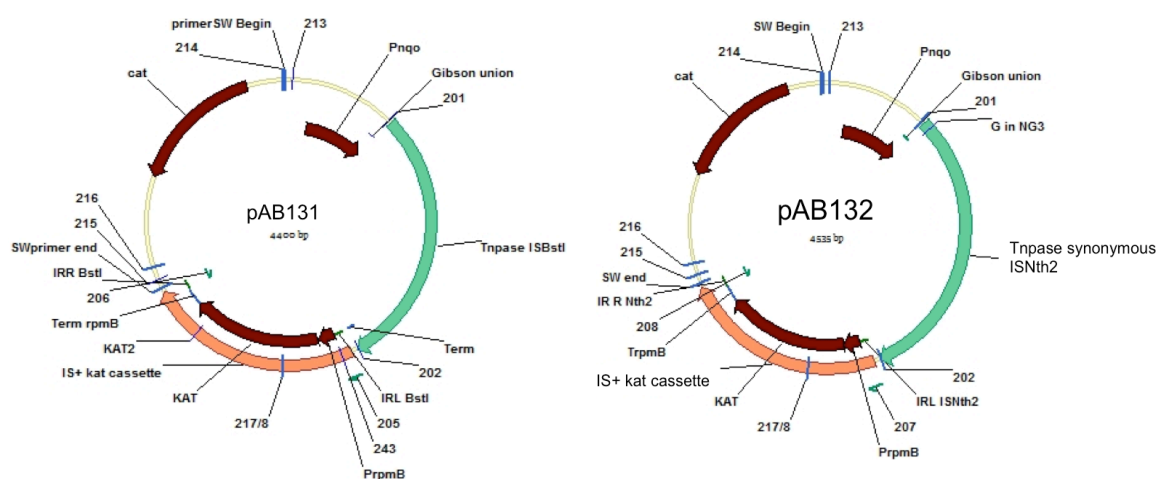 primerSW Begin
213
214
Pnqo
cat
Gibson union
201
pAB131
4400 bp
216
215
SWprimer end
IRR BstI
206
Term rpmB
KAT2
IS+ kat cassette
KAT
217/8
Tnpase ISBstI
Term
202
IRL BstI
205
243
PrpmB
SW Begin
213
214
Pnqo
cat
Gibson union
201
G in NG3
pAB132
4535 bp
216
215
SW end
IR R Nth2
208
TrpmB
IS+ kat cassette
KAT
217/8
Tnpase synonymous
ISNth2
202
IRL ISNth2
207
PrpmB